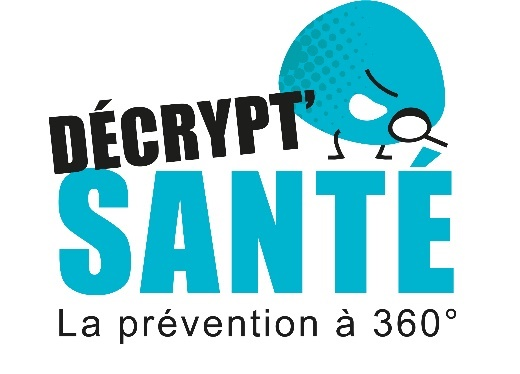 DÉCRYPT'
SANTÉ
La prévention à 360°